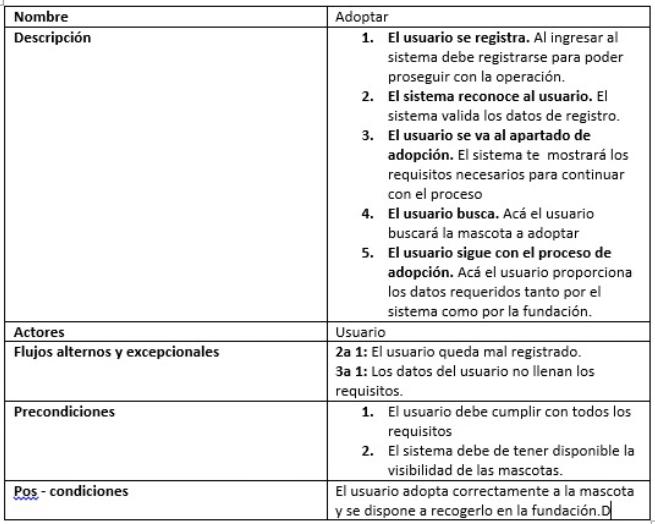 Nombre
Adoptar
Descripción
1. El usuario se registra. Al ingresar al
sistema debe registrarse para poder
proseguir con la operación.
2. El sistema reconoce al usuario. El
sistema valida los datos de registro.
3. El usuario se va al apartado de
adopción. El sistema te mostrará los
requisitos necesarios para continuar
con el proceso
4. El usuario busca. Acá el usuario
buscará la mascota a adoptar
5. El usuario sigue con el proceso de
adopción. Acá el usuario proporciona
los datos requeridos tanto por el
sistema como por la fundación.
Actores
Usuario
Flujos alternos y excepcionales
2a 1: El usuario queda mal registrado.
3a 1: Los datos del usuario no llenan los
requisitos.
Precondiciones
1. El usuario debe cumplir con todos los
requisitos
2. El sistema debe de tener disponible la
visibilidad de las mascotas.
Pos - condiciones
El usuario adopta correctamente a la mascota
y se dispone a recogerlo en la fundación.D